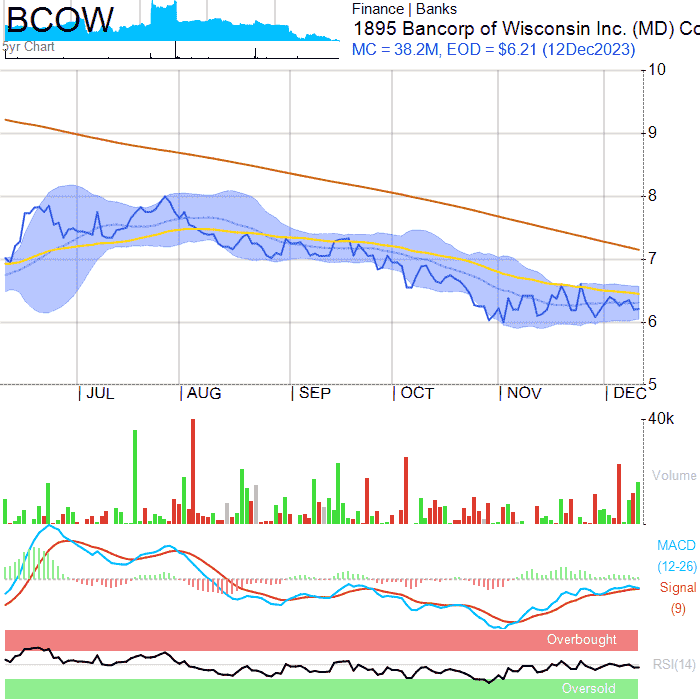 BCOW
5yr Chart
Finance | Banks
1895 Bancorp of Wisconsin Inc. (MD) Co
MC = 38.2M, EOD = $6.21 (12Dec2023)
10
9
8
7
6
5
JUL AUG SEP OCT NOV DEC
40k
Volume
MACD
(12-26)
Signal
(9)
Overbought
RSI(14)
Oversold